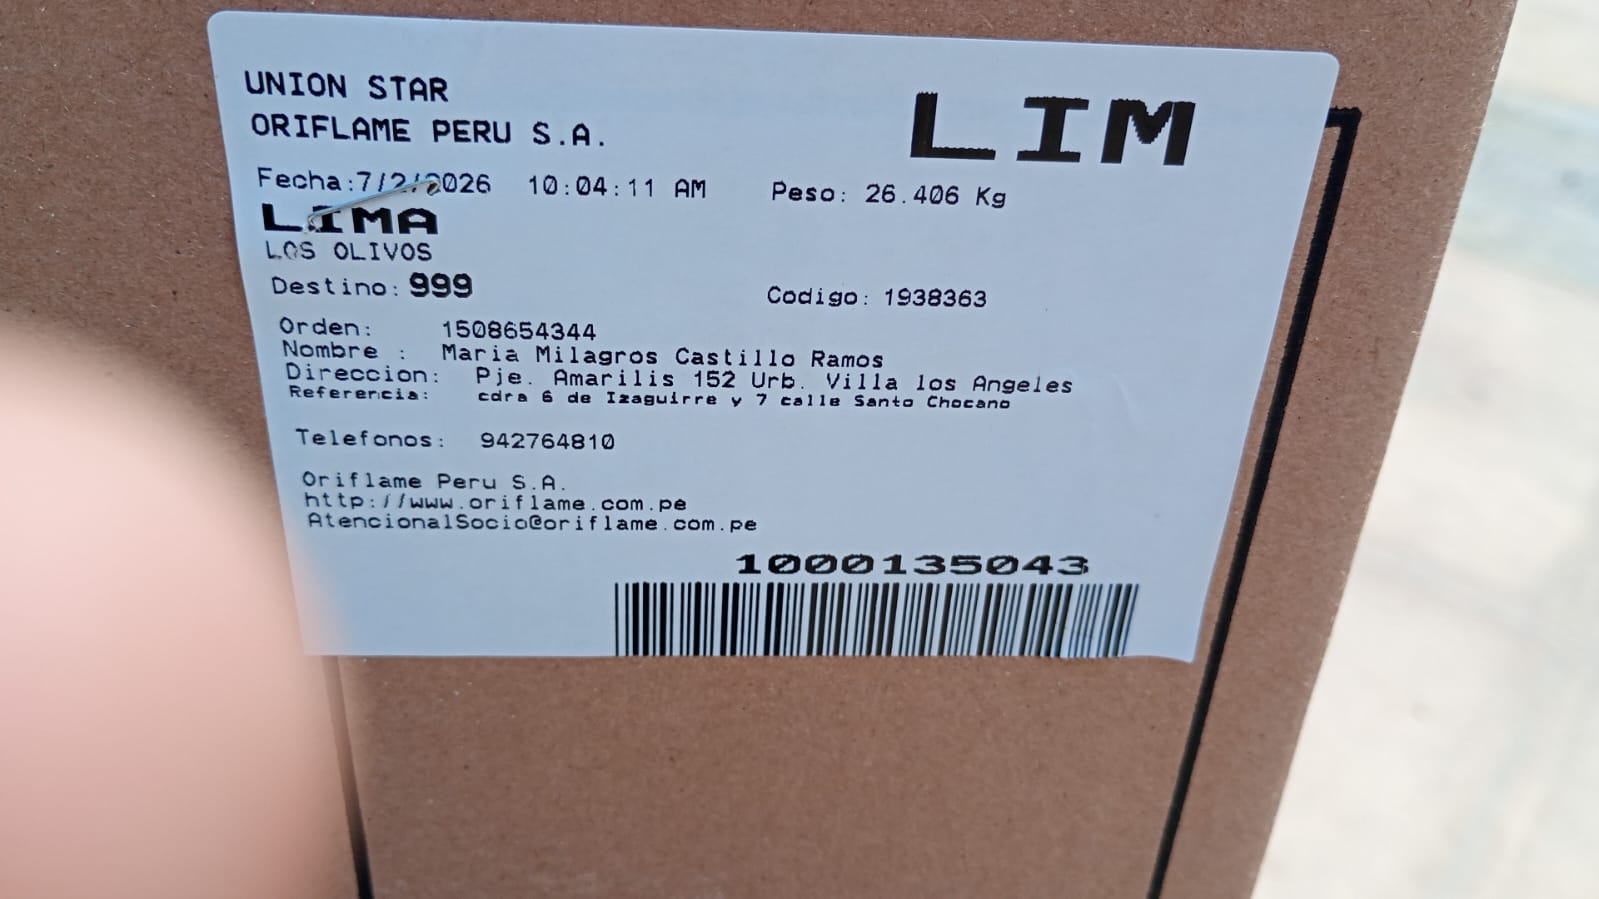 UNION STAR
ORIFLAME PERU S.A.
LIM
Fecha:7/2/2026 10:04:11 AM Peso: 26.406 Kg
LIMA
LOS OLIVOS
Destino: 999 Codigo: 1938363
Orden: 1508654344
Nombre : Maria Milagros Castillo Ramos
Direccion: Pje. Amarilis 152 Urb. Villa los Angeles
Referencia: cdra 6 de Izaguirre y 7 calle Santo Chocano
Telefonos: 942764810
Oriflame Peru S.A.
http://www.oriflame.com.pe
AtencionalSocio@oriflame.com.pe
1000135043